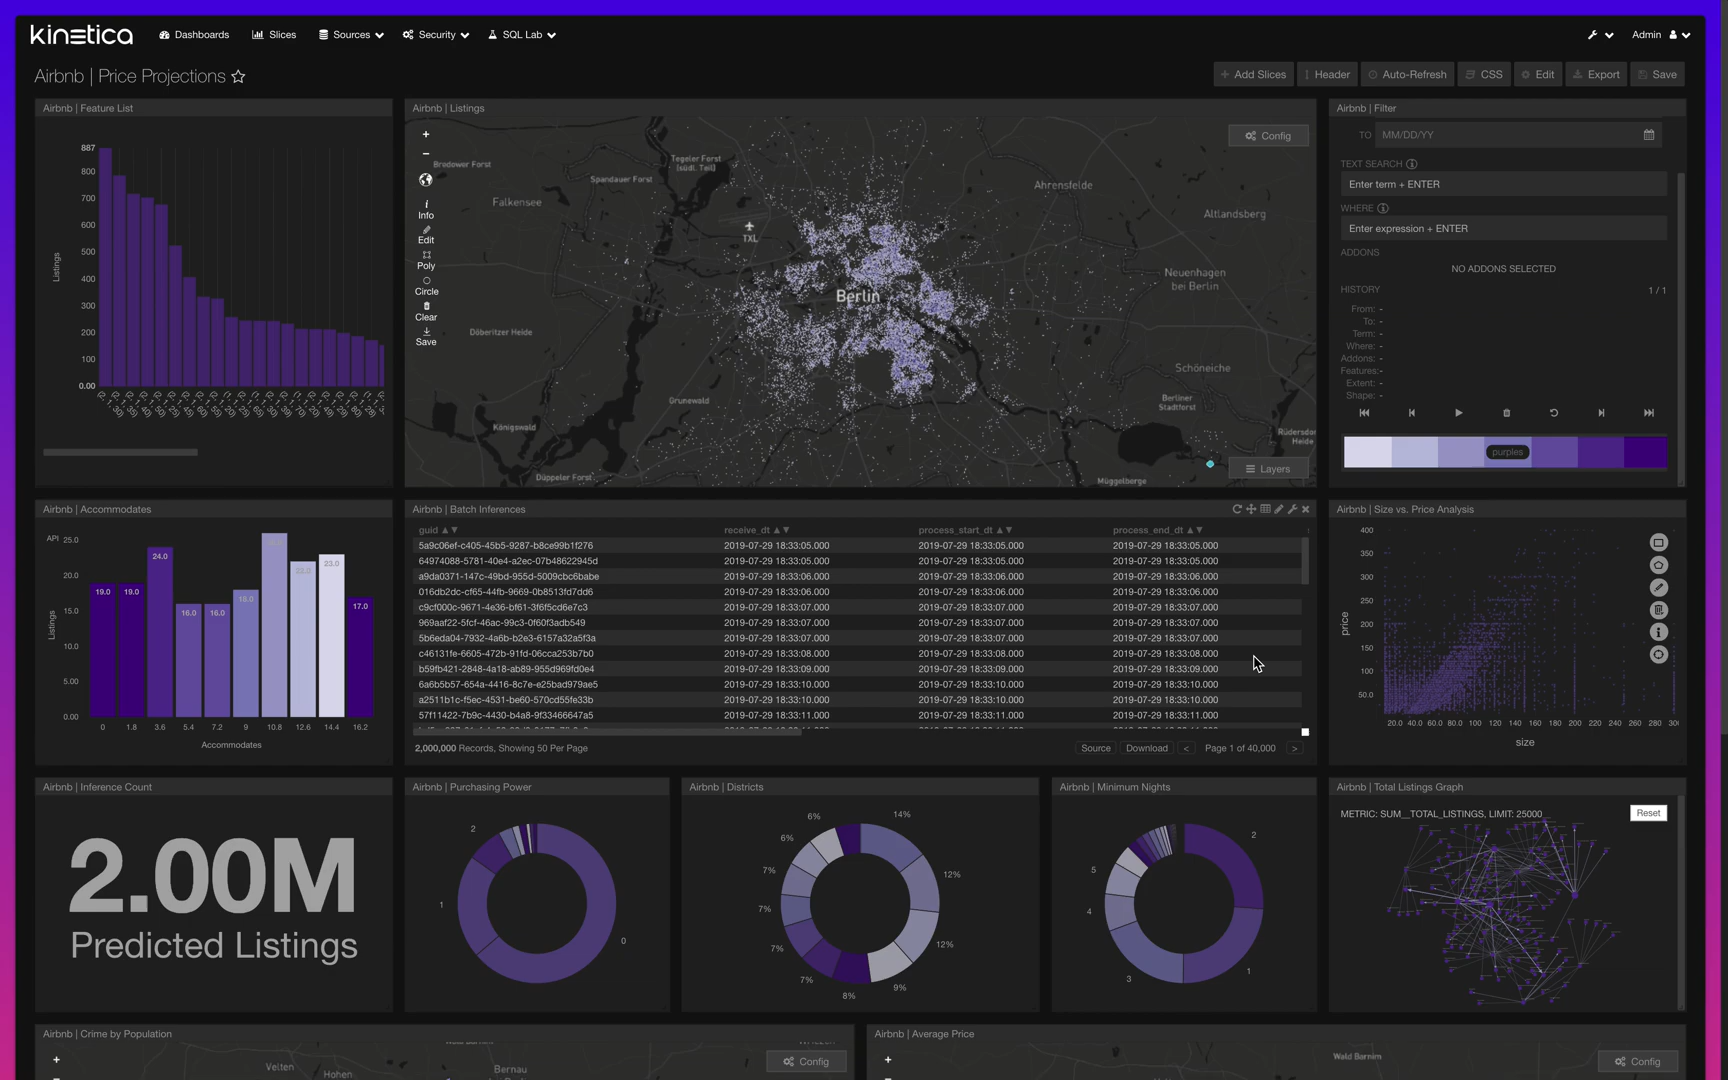 kinetica
Dashboards
Slices
Sources
Security
SQL Lab
Admin
Airbnb | Price Projections
Add Slices
Header
Auto-Refresh
CSS
Edit
Export
Save
Airbnb | Feature List
887
800
700
600
500
400
300
200
100
0.00
Listings
Airbnb | Listings
+
−
Info
Edit
Poly
Circle
Clear
Save
Config
Bredower Forst
Tegeler Forst
(südl. Teil)
Spandauer Forst
Falkensee
TXL
Ahrensfelde
Altlandsberg
Neuenhagen
bei Berlin
Berlin
Döberitzer Heide
Grunewald
Schöneiche
Berliner
Stadtforst
Königswald
Rüdersdor
Heide
Düppeler Forst
Müggelberge
Layers
Airbnb | Filter
TO
MM/DD/YY
TEXT SEARCH
Enter term + ENTER
WHERE
Enter expression + ENTER
ADDONS
NO ADDONS SELECTED
HISTORY
1 / 1
From: -
To: -
Term: -
Where: -
Addons: -
Features: -
Extent: -
Shape: -
purples
Airbnb | Accommodates
API
25.0
20.0
15.0
10.0
5.00
0.00
Listings
19.0
19.0
24.0
16.0
16.0
18.0
22.0
23.0
17.0
0
1.8
3.6
5.4
7.2
9
10.8
12.6
14.4
16.2
Accommodates
Airbnb | Batch Inferences
guid receive_dt process_start_dt process_end_dt
5a9c06ef-c405-45b5-9287-b8ce99b1f276 2019-07-29 18:33:05.000 2019-07-29 18:33:05.000 2019-07-29 18:33:05.000
64974088-5781-40e4-a2ec-07b48622945d 2019-07-29 18:33:05.000 2019-07-29 18:33:05.000 2019-07-29 18:33:05.000
a9da0371-147c-49bd-955d-5009cbc6babe 2019-07-29 18:33:06.000 2019-07-29 18:33:06.000 2019-07-29 18:33:06.000
016db2dc-cf65-44fb-9669-0b8513fd7dd6 2019-07-29 18:33:06.000 2019-07-29 18:33:06.000 2019-07-29 18:33:06.000
c9cf000c-9671-4e36-bf61-3f6f5cd6e7c3 2019-07-29 18:33:07.000 2019-07-29 18:33:07.000 2019-07-29 18:33:07.000
969aaf22-5fcf-46ac-99c3-0f60f3adb549 2019-07-29 18:33:07.000 2019-07-29 18:33:07.000 2019-07-29 18:33:07.000
5b6eda04-7932-4a6b-b2e3-6157a32a5f3a 2019-07-29 18:33:07.000 2019-07-29 18:33:07.000 2019-07-29 18:33:07.000
c46131fe-6605-472b-91fd-06cca253b7b0 2019-07-29 18:33:08.000 2019-07-29 18:33:08.000 2019-07-29 18:33:08.000
b59fb421-2848-4a18-ab89-955d969fd0e4 2019-07-29 18:33:09.000 2019-07-29 18:33:09.000 2019-07-29 18:33:09.000
6a6b5b57-654a-4416-8c7e-e25bad979ae5 2019-07-29 18:33:10.000 2019-07-29 18:33:10.000 2019-07-29 18:33:10.000
a2511b1c-f5ec-4531-be60-570cd55fe33b 2019-07-29 18:33:10.000 2019-07-29 18:33:10.000 2019-07-29 18:33:10.000
57f11422-7b9c-4430-b4a8-9f33466647a5 2019-07-29 18:33:11.000 2019-07-29 18:33:11.000 2019-07-29 18:33:11.000
2,000,000 Records, Showing 50 Per Page
Source
Download
<
Page 1 of 40,000
>
Airbnb | Size vs. Price Analysis
400
350
300
250
200
150
100
50.0
price
20.0 40.0 60.0 80.0 100 120 140 160 180 200 220 240 260 280
size
Airbnb | Inference Count
2.00M
Predicted Listings
Airbnb | Purchasing Power
2
1
0
Airbnb | Districts
14%
12%
12%
9%
8%
7%
7%
7%
7%
6%
6%
Airbnb | Minimum Nights
2
5
4
3
1
Airbnb | Total Listings Graph
METRIC: SUM__TOTAL_LISTINGS, LIMIT: 25000
Reset
Airbnb | Crime by Population
+
Velten
Hohen
Bernau
Config
Airbnb | Average Price
+
Wald Barnim
Config